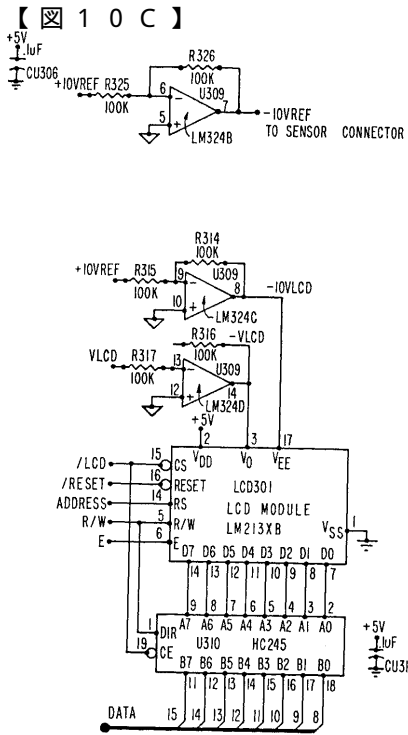 【図10C】
+5V
.1uF
CU306
R326
100K
+10VREF R325
100K
6
U309
7
5
LM324B
-10VREF
TO SENSOR CONNECTOR
R314
100K
+10VREF R315
100K
9
U309
8
-10VLCD
10
LM324C
R316
100K
-VLCD
VLCD R317
100K
13
U309
14
12
LM324D
+5V
2 3 17
VDD VO VEE
/LCD 15 CS
/RESET 16 RESET
ADDRESS 14 RS
R/W 5 R/W
E 6 E
LCD301
LCD MODULE
LM213XB
VSS 1
D7 D6 D5 D4 D3 D2 D1 D0
14 13 12 11 10 9 8 7
9 8 7 6 5 4 3 2
A7 A6 A5 A4 A3 A2 A1 A0
1 DIR
19 CE
U310 HC245
B7 B6 B5 B4 B3 B2 B1 B0
11 12 13 14 15 16 17 18
+5V
.1uF
DATA
15 14 13 12 11 10 9 8